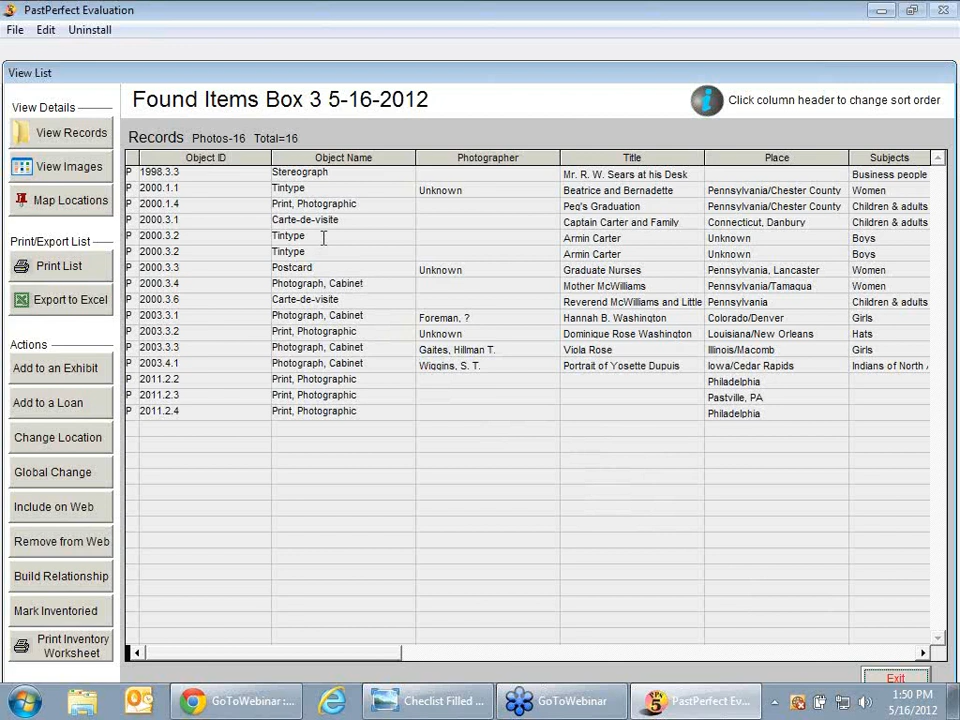 PastPerfect Evaluation
File Edit Uninstall
View List
View Details
View Records
View Images
Map Locations
Print/Export List
Print List
Export to Excel
Actions
Add to an Exhibit
Add to a Loan
Change Location
Global Change
Include on Web
Remove from Web
Build Relationship
Mark Inventoried
Print Inventory
Worksheet
Found Items Box 3 5-16-2012
Click column header to change sort order
Records Photos-16 Total=16
Object ID Object Name Photographer Title Place Subjects
P 1998.3.3 Stereograph Mr. R. W. Sears at his Desk Business people
P 2000.1.1 Tintype Unknown Beatrice and Bernadette Pennsylvania/Chester County Women
P 2000.1.4 Print, Photographic Peg's Graduation Pennsylvania/Chester County Children & adults
P 2000.3.1 Carte-de-visite Captain Carter and Family Connecticut, Danbury Children & adults
P 2000.3.2 Tintype Armin Carter Unknown Boys
P 2000.3.2 Tintype Armin Carter Unknown Boys
P 2000.3.3 Postcard Unknown Graduate Nurses Pennsylvania, Lancaster Women
P 2000.3.4 Photograph, Cabinet Mother McWilliams Pennsylvania/Tamaqua Women
P 2000.3.6 Carte-de-visite Reverend McWilliams and Little Pennsylvania Children & adults
P 2003.3.1 Photograph, Cabinet Foreman, ? Hannah B. Washington Colorado/Denver Girls
P 2003.3.2 Print, Photographic Unknown Dominique Rose Washington Louisiana/New Orleans Hats
P 2003.3.3 Photograph, Cabinet Gaites, Hillman T. Viola Rose Illinois/Macomb Girls
P 2003.4.1 Photograph, Cabinet Wiggins, S. T. Portrait of Yosette Dupuis Iowa/Cedar Rapids Indians of North
P 2011.2.2 Print, Photographic Philadelphia
P 2011.2.3 Print, Photographic Pastville, PA
P 2011.2.4 Print, Photographic Philadelphia
Exit
GoToWebinar :... Checlist Filled ... GoToWebinar PastPerfect Ev... 1:50 PM
5/16/2012